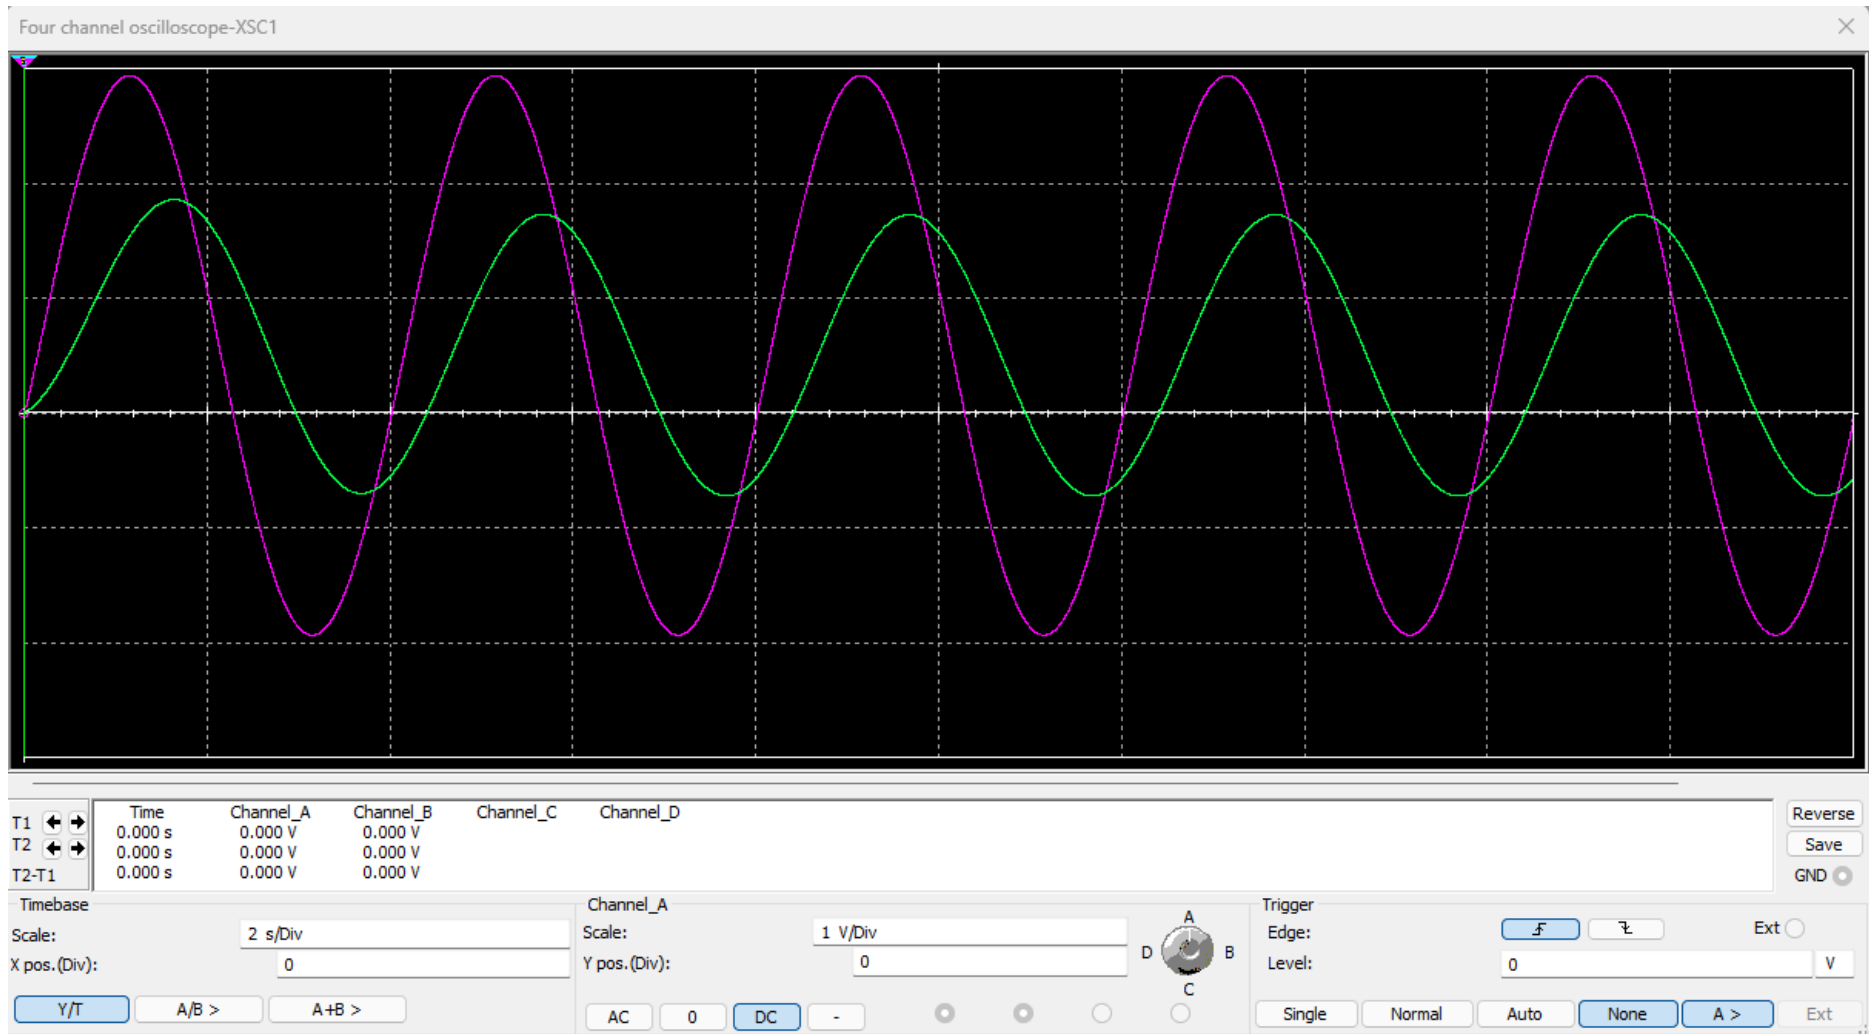 Four channel oscilloscope-XSC1
Time Channel_A Channel_B Channel_C Channel_D
T1 0.000 s 0.000 V 0.000 V
T2 0.000 s 0.000 V 0.000 V
T2-T1 0.000 s 0.000 V 0.000 V
Reverse
Save
GND
Timebase
Scale: 2 s/Div
X pos.(Div): 0
Y/T A/B > A+B >
Channel_A
Scale: 1 V/Div
Y pos.(Div): 0
AC 0 DC -
A
D B
C
Trigger
Edge: Ext
Level: 0 V
Single Normal Auto None A > Ext